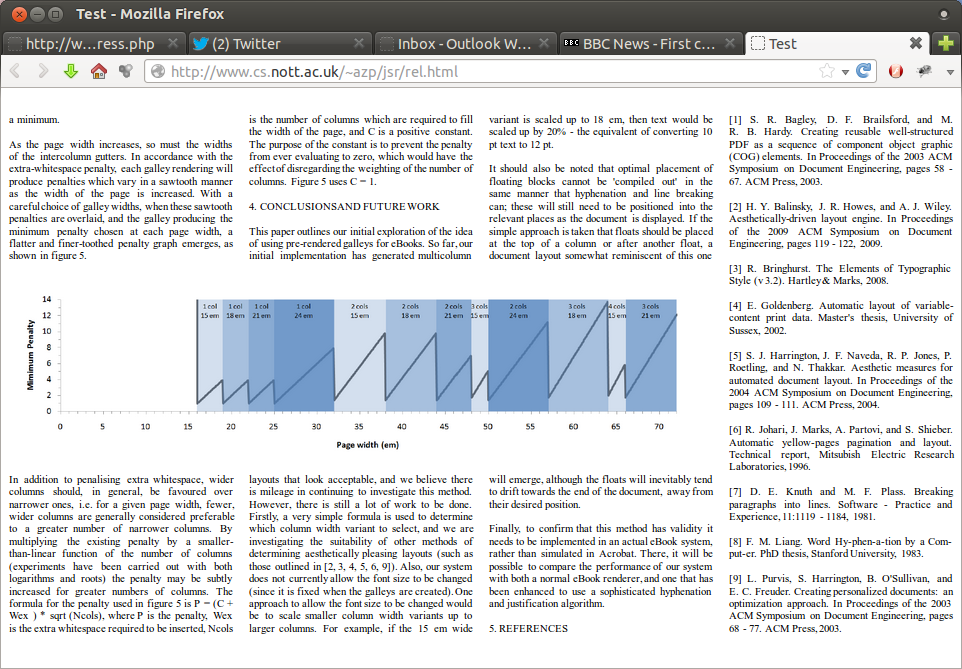 Test - Mozilla Firefox
http://w...ress.php
(2) Twitter
Inbox - Outlook W...
BBC News - First c...
Test
http://www.cs.nott.ac.uk/~azp/jsr/rel.html
a minimum.
As the page width increases, so must the widths
of the intercolumn gutters. In accordance with the
extra-whitespace penalty, each galley rendering will
produce penalties which vary in a sawtooth manner
as the width of the page is increased. With a
careful choice of galley widths, when these sawtooth
penalties are overlaid, and the galley producing the
minimum penalty chosen at each page width, a
flatter and finer-toothed penalty graph emerges, as
shown in figure 5.
is the number of columns which are required to fill
the width of the page, and C is a positive constant.
The purpose of the constant is to prevent the penalty
from ever evaluating to zero, which would have the
effect of disregarding the weighting of the number of
columns. Figure 5 uses C = 1.
4. CONCLUSIONS AND FUTURE WORK
This paper outlines our initial exploration of the idea
of using pre-rendered galleys for eBooks. So far, our
initial implementation has generated multicolumn
variant is scaled up to 18 em, then text would be
scaled up by 20% - the equivalent of converting 10
pt text to 12 pt.
It should also be noted that optimal placement of
floating blocks cannot be 'compiled out' in the
same manner that hyphenation and line breaking
can; these will still need to be positioned into the
relevant places as the document is displayed. If the
simple approach is taken that floats should be placed
at the top of a column or after another float, a
document layout somewhat reminiscent of this one
Mimimum Penalty
14
12
10
8
6
4
2
0
1 col
15 em
1 col
18 em
1 col
21 em
1 col
24 em
2 cols
15 em
2 cols
18 em
2 cols
21 em
3 cols
15 em
2 cols
24 em
3 cols
18 em
4 cols
15 em
3 cols
21 em
0 5 10 15 20 25 30 35 40 45 50 55 60 65 70
Page width (em)
In addition to penalising extra whitespace, wider
columns should, in general, be favoured over
narrower ones, i.e. for a given page width, fewer,
wider columns are generally considered preferable
to a greater number of narrower columns. By
multiplying the existing penalty by a smaller-
than-linear function of the number of columns
(experiments have been carried out with both
logarithms and roots) the penalty may be subtly
increased for greater numbers of columns. The
formula for the penalty used in figure 5 is P = (C +
Wex ) * sqrt (Ncols), where P is the penalty, Wex
is the extra whitespace required to be inserted, Ncols
layouts that look acceptable, and we believe there
is mileage in continuing to investigate this method.
However, there is still a lot of work to be done.
Firstly, a very simple formula is used to determine
which column width variant to select, and we are
investigating the suitability of other methods of
determining aesthetically pleasing layouts (such as
those outlined in [2, 3, 4, 5, 6, 9]). Also, our system
does not currently allow the font size to be changed
(since it is fixed when the galleys are created). One
approach to allow the font size to be changed would
be to scale smaller column width variants up to
larger columns. For example, if the 15 em wide
will emerge, although the floats will inevitably tend
to drift towards the end of the document, away from
their desired position.
Finally, to confirm that this method has validity it
needs to be implemented in an actual eBook system,
rather than simulated in Acrobat. There, it will be
possible to compare the performance of our system
with both a normal eBook renderer, and one that has
been enhanced to use a sophisticated hyphenation
and justification algorithm.
5. REFERENCES
[1] S. R. Bagley, D. F. Brailsford, and M.
R. B. Hardy. Creating reusable well-structured
PDF as a sequence of component object graphic
(COG) elements. In Proceedings of the 2003 ACM
Symposium on Document Engineering, pages 58 -
67. ACM Press, 2003.
[2] H. Y. Balinsky, J. R. Howes, and A. J. Wiley.
Aesthetically-driven layout engine. In Proceedings
of the 2009 ACM Symposium on Document
Engineering, pages 119 - 122, 2009.
[3] R. Bringhurst. The Elements of Typographic
Style (v 3.2). Hartley & Marks, 2008.
[4] E. Goldenberg. Automatic layout of variable-
content print data. Master's thesis, University of
Sussex, 2002.
[5] S. J. Harrington, J. F. Naveda, R. P. Jones, P.
Roetling, and N. Thakkar. Aesthetic measures for
automated document layout. In Proceedings of the
2004 ACM Symposium on Document Engineering,
pages 109 - 111. ACM Press, 2004.
[6] R. Johari, J. Marks, A. Partovi, and S. Shieber.
Automatic yellow-pages pagination and layout.
Technical report, Mitsubish Electric Research
Laboratories, 1996.
[7] D. E. Knuth and M. F. Plass. Breaking
paragraphs into lines. Software - Practice and
Experience, 11:1119 - 1184, 1981.
[8] F. M. Liang. Word Hy-phen-a-tion by a Com-
put-er. PhD thesis, Stanford University, 1983.
[9] L. Purvis, S. Harrington, B. O'Sullivan, and
E. C. Freuder. Creating personalized documents: an
optimization approach. In Proceedings of the 2003
ACM Symposium on Document Engineering, pages
68 - 77. ACM Press, 2003.